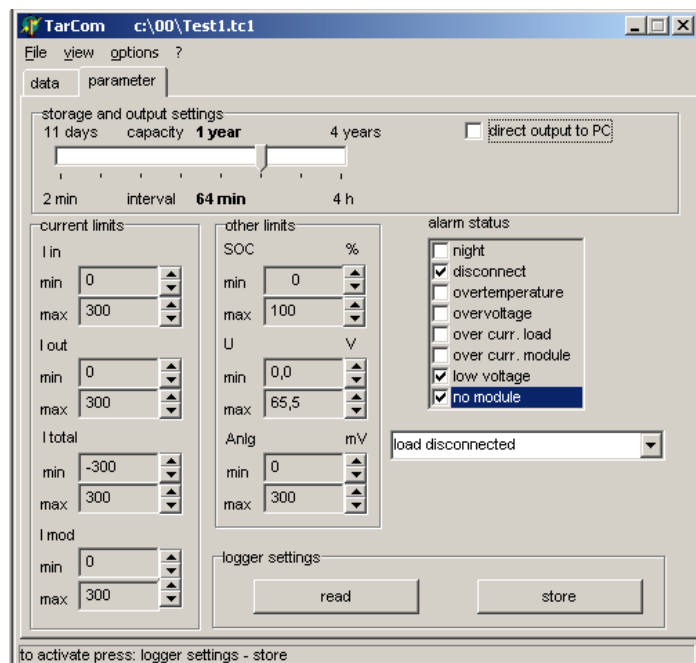 TarCom c:\00\Test1.tc1
File view options ?
data parameter
storage and output settings
11 days capacity 1 year 4 years
direct output to PC
2 min interval 64 min 4 h
current limits
I in
min 0
max 300
I out
min 0
max 300
I total
min -300
max 300
I mod
min 0
max 300
other limits
SOC %
min 0
max 100
U V
min 0,0
max 65,5
Anlg mV
min 0
max 300
alarm status
night
disconnect
overtemperature
overvoltage
over curr. load
over curr. module
low voltage
no module
load disconnected
logger settings
read store
to activate press: logger settings - store